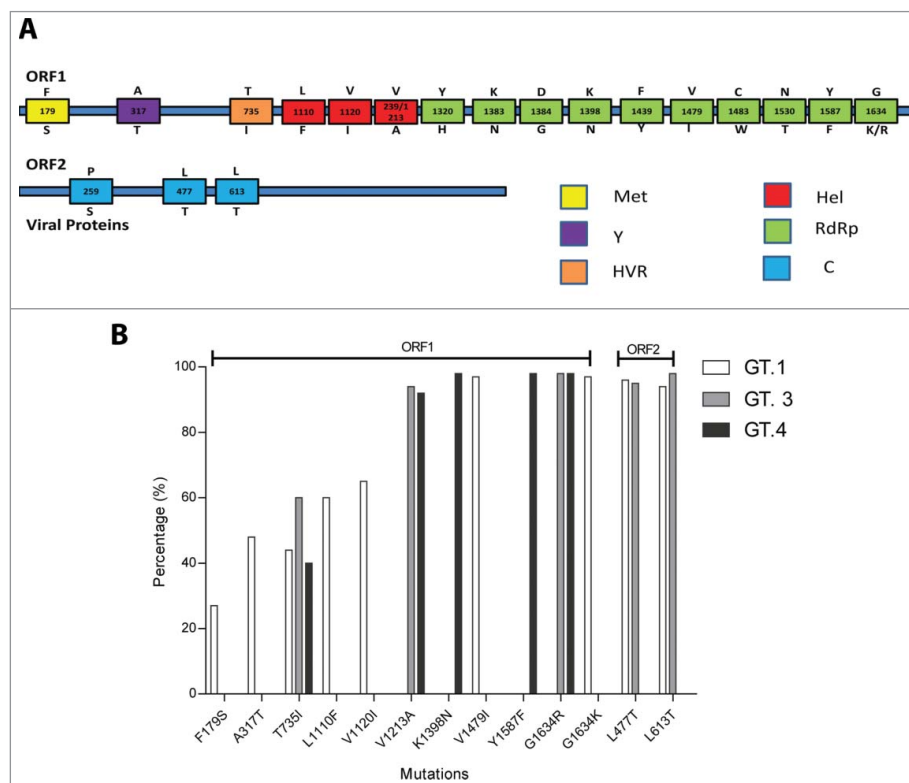 A
ORF1
F A T L V V Y K D K F V C N Y G
179 317 735 1110 1120 239/1 213 1320 1383 1384 1398 1439 1479 1483 1530 1587 1634
S T I F I A H N G N Y I W T F K/R
ORF2
P L L
259 477 613
S T T
Viral Proteins
Met
Y
HVR
Hel
RdRp
C
B
ORF1
ORF2
GT.1
GT. 3
GT.4
Percentage (%)
100
80
60
40
20
0
F179S
A317T
T735I
L1110F
V1120I
V1213A
K1398N
V1479I
Y1587F
G1634R
G1634K
L477T
L613T
Mutations